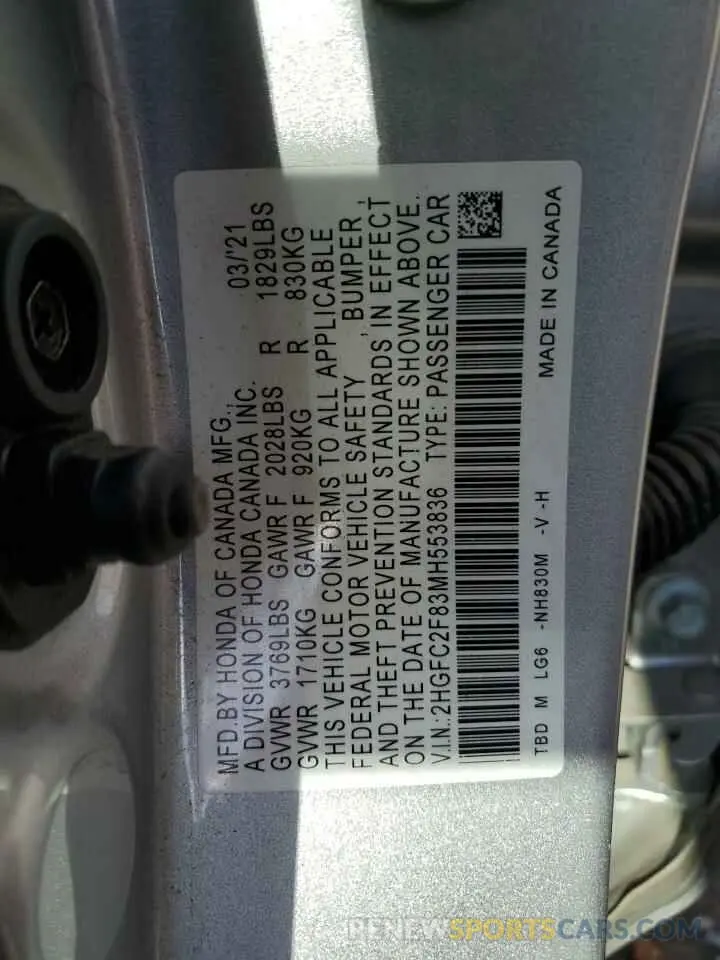 MFD.BY HONDA OF CANADA MFG., 03/'21
A DIVISION OF HONDA CANADA INC.
GVWR 3769LBS GAWR F 2028LBS R 1829LBS
GVWR 1710KG GAWR F 920KG R 830KG
THIS VEHICLE CONFORMS TO ALL APPLICABLE
FEDERAL MOTOR VEHICLE SAFETY , BUMPER ,
AND THEFT PREVENTION STANDARDS IN EFFECT
ON THE DATE OF MANUFACTURE SHOWN ABOVE.
V.I.N.:2HGFC2F83MH553836 TYPE: PASSENGER CAR
TBD M LG6 -NH830M -V -H MADE IN CANADA
RENEWSPORTSCARS.COM